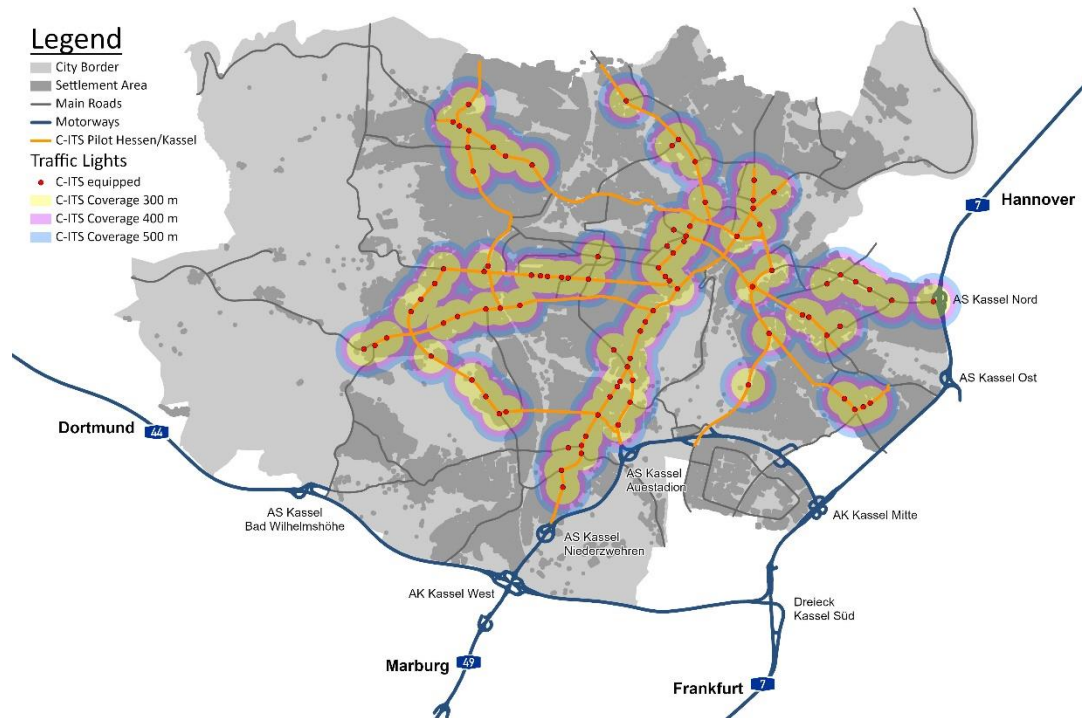 Legend
City Border
Settlement Area
Main Roads
Motorways
C-ITS Pilot Hessen/Kassel
Traffic Lights
C-ITS equipped
C-ITS Coverage 300 m
C-ITS Coverage 400 m
C-ITS Coverage 500 m
7
Hannover
AS Kassel Nord
AS Kassel Ost
Dortmund
44
AS Kassel
Auestadion
AS Kassel
Bad Wilhelmshöhe
AK Kassel Mitte
AS Kassel
Niederzwehren
AK Kassel West
Dreieck
Kassel Süd
Marburg
49
Frankfurt
7